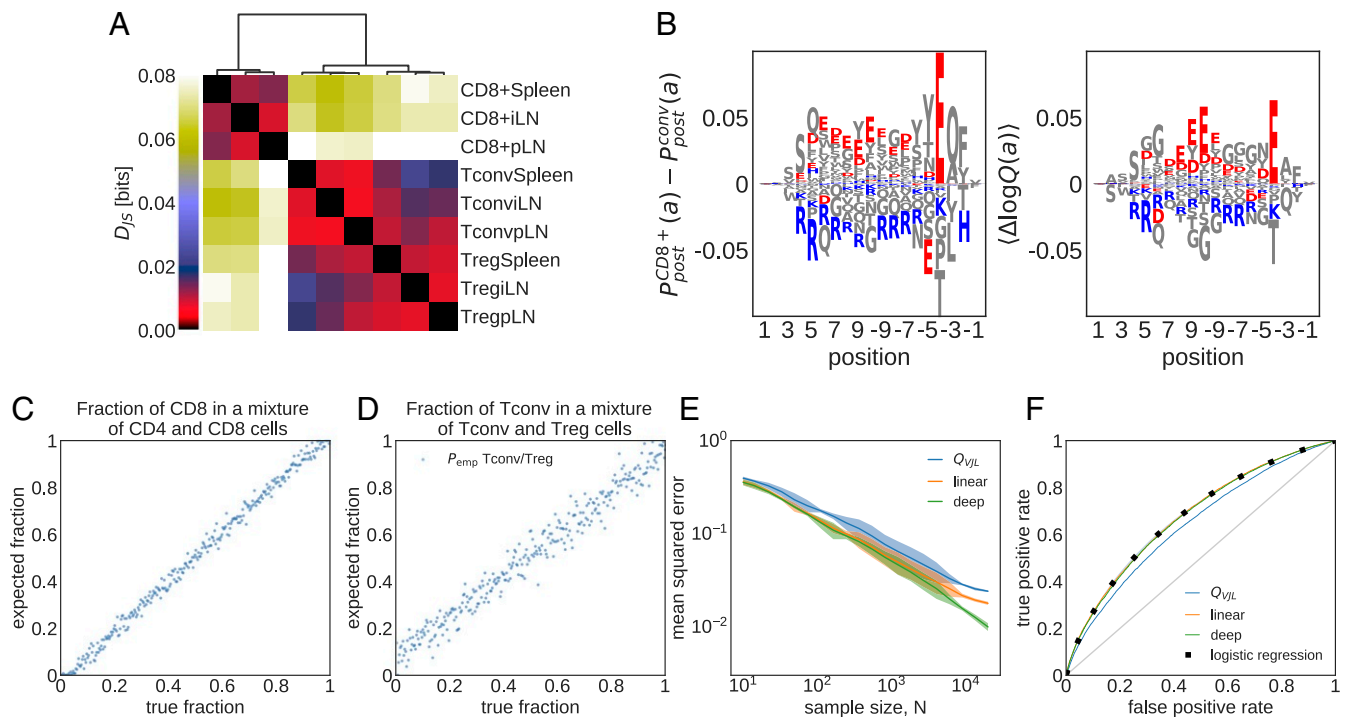 A
0.08
0.06
0.04
0.02
0.00
D_JS [bits]
CD8+Spleen
CD8+iLN
CD8+pLN
TconvSpleen
TconviLN
TconvpLN
TregSpleen
TregiLN
TregpLN
B
P_post^CD8+(a) − P_post^conv(a)
0.05
0
-0.05
1 3 5 7 9 -9 -7 -5 -3 -1
position
⟨Δlog Q(a)⟩
0.05
0
-0.05
1 3 5 7 9 -9 -7 -5 -3 -1
position
C
Fraction of CD8 in a mixture
of CD4 and CD8 cells
expected fraction
1
0.8
0.6
0.4
0.2
0
0 0.2 0.4 0.6 0.8 1
true fraction
D
Fraction of Tconv in a mixture
of Tconv and Treg cells
P_emp Tconv/Treg
expected fraction
1
0.8
0.6
0.4
0.2
0
0 0.2 0.4 0.6 0.8 1
true fraction
E
mean squared error
10^0
10^-1
10^-2
Q_VJL
linear
deep
10^1 10^2 10^3 10^4
sample size, N
F
true positive rate
1
0.8
0.6
0.4
0.2
0
Q_VJL
linear
deep
logistic regression
0 0.2 0.4 0.6 0.8 1
false positive rate